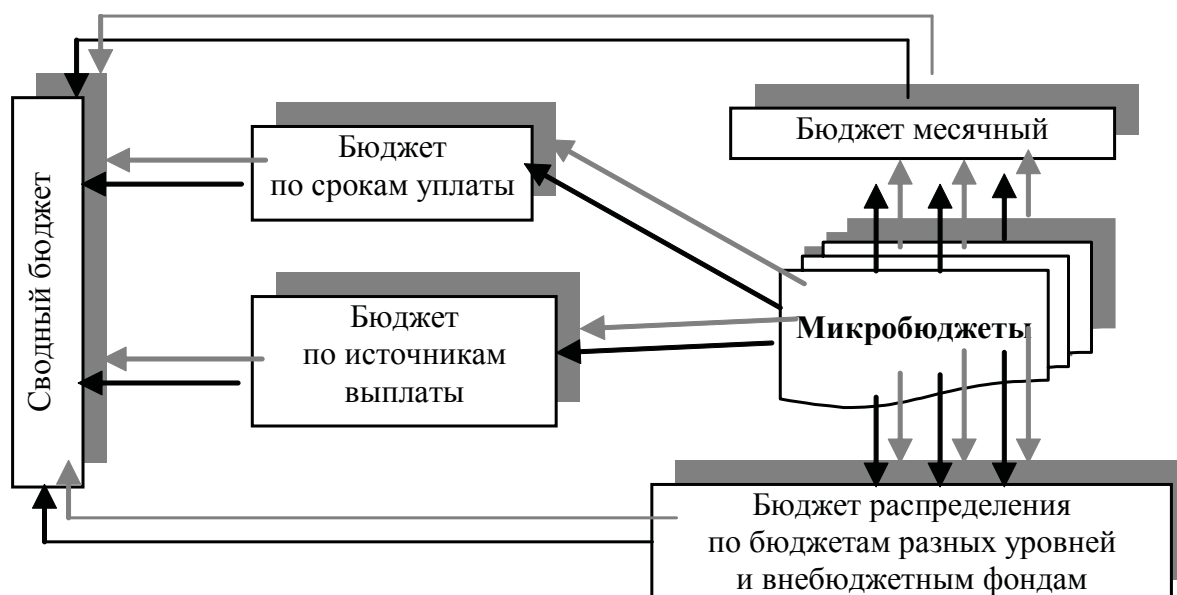 Бюджет месячный
Бюджет
по срокам уплаты
Сводный бюджет
Бюджет
по источникам
выплаты
Микробюджеты
Бюджет распределения
по бюджетам разных уровней
и внебюджетным фондам